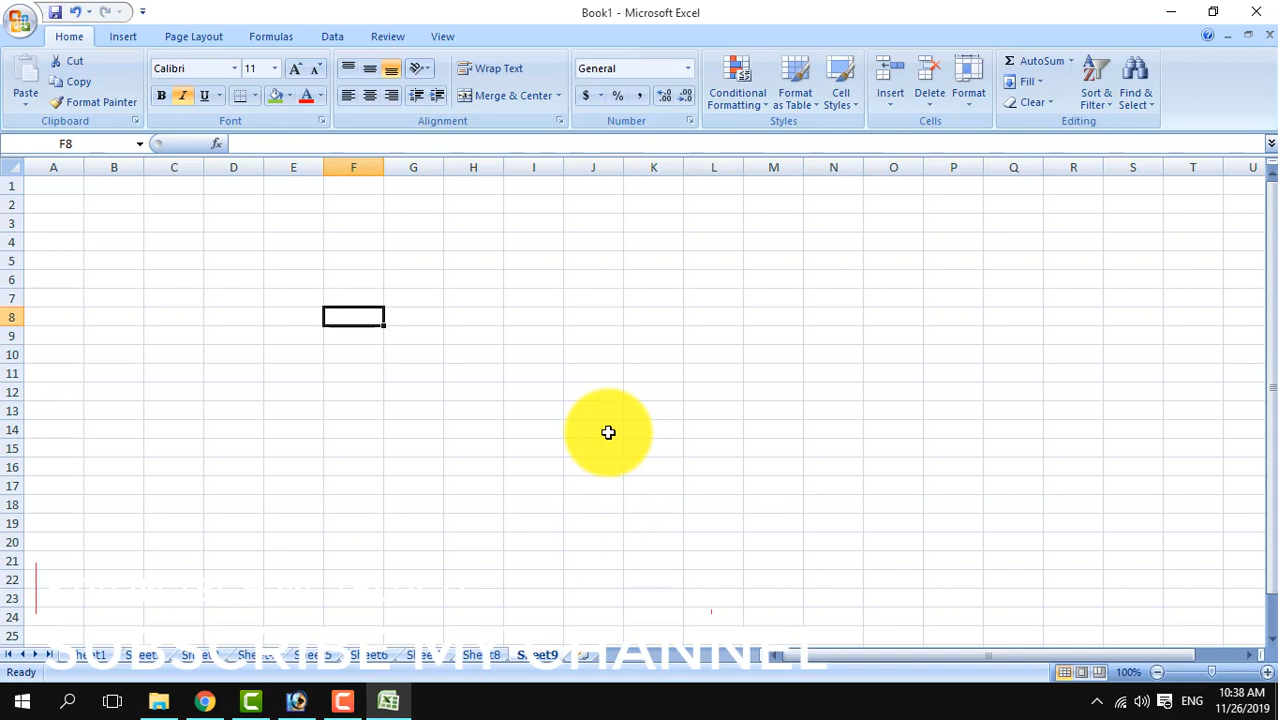 Book1 - Microsoft Excel
Home Insert Page Layout Formulas Data Review View
Paste Cut Copy Format Painter Clipboard
Calibri 11 B I U Font
Wrap Text Merge & Center Alignment
General $ % , Number
Conditional Formatting Format as Table Cell Styles Styles
Insert Delete Format Cells
Σ AutoSum Fill Clear Sort & Filter Find & Select Editing
F8 fx
A B C D E F G H I J K L M N O P Q R S T U
1
2
3
4
5
6
7
8
9
10
11
12
13
14
15
16
17
18
19
20
21
22
23
24
25
SUBSCRIBE MY CHANNEL
Sheet6 Sheet8 Sheet9
Ready 100%
ENG 10:38 AM
11/26/2019